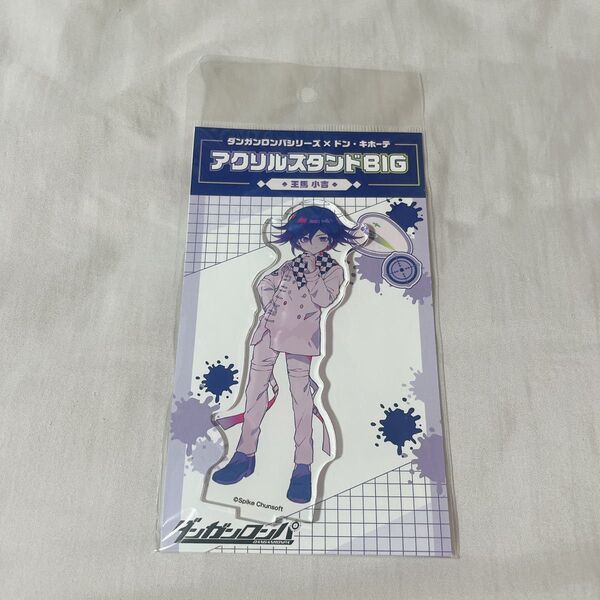 ダンガンロンパシリーズ × ドン・キホーテ
アクリルスタンドBIG
王馬 小吉
©Spike Chunsoft
ダンガンロンパ
DANGANRONPA